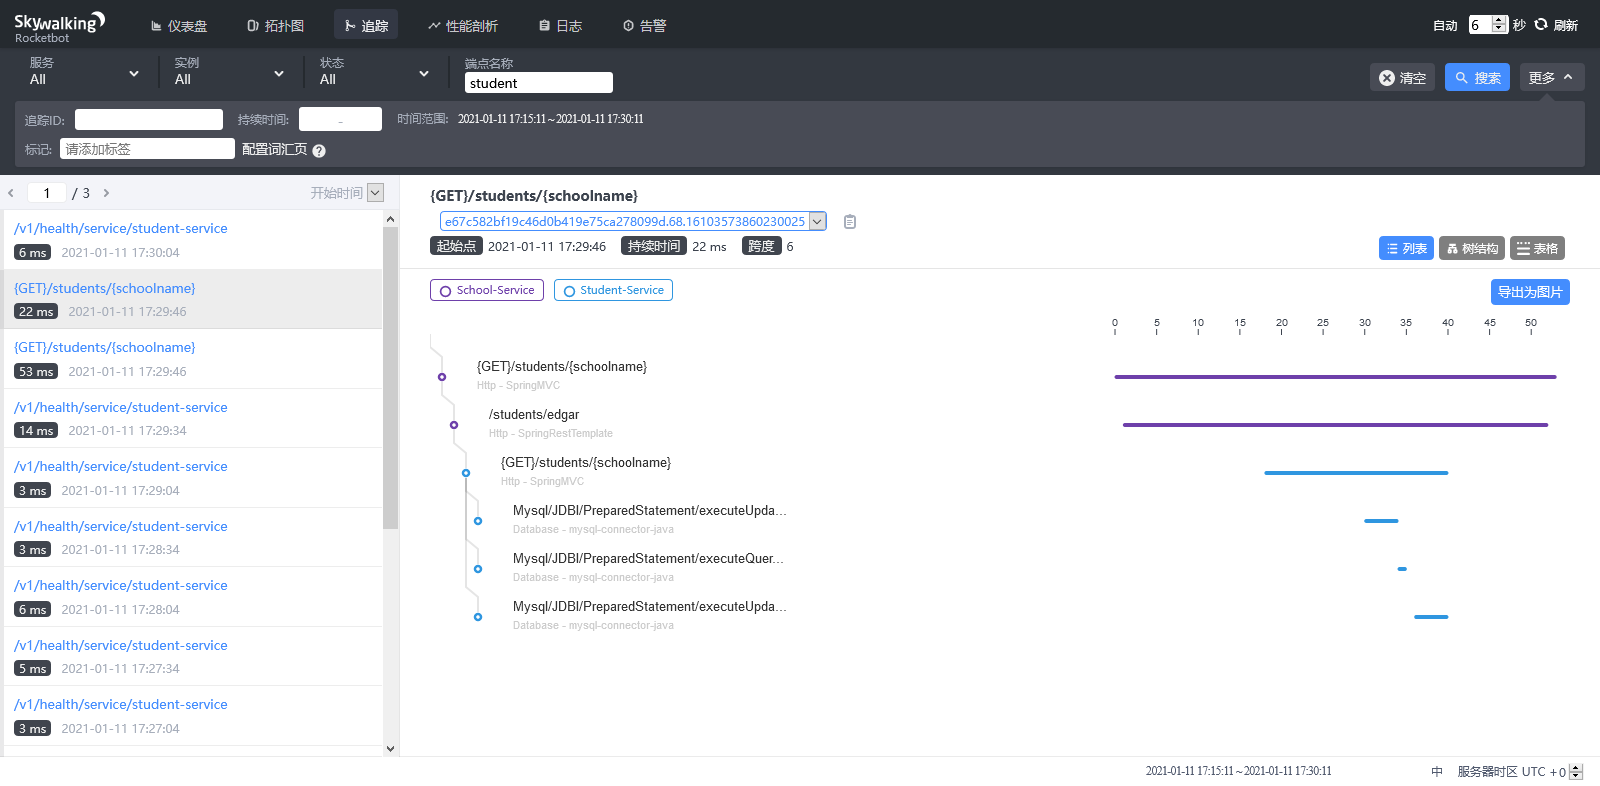 Skywalking
Rocketbot
仪表盘
拓扑图
追踪
性能剖析
日志
告警
自动 6 秒 刷新
服务
All
实例
All
状态
All
端点名称
student
清空
搜索
更多
追踪ID:
持续时间: -
时间范围: 2021-01-11 17:15:11~2021-01-11 17:30:11
标记: 请添加标签 配置词汇页 ?
1 / 3
开始时间
/v1/health/service/student-service
6 ms 2021-01-11 17:30:04
{GET}/students/{schoolname}
22 ms 2021-01-11 17:29:46
{GET}/students/{schoolname}
53 ms 2021-01-11 17:29:46
/v1/health/service/student-service
14 ms 2021-01-11 17:29:34
/v1/health/service/student-service
3 ms 2021-01-11 17:29:04
/v1/health/service/student-service
3 ms 2021-01-11 17:28:34
/v1/health/service/student-service
6 ms 2021-01-11 17:28:04
/v1/health/service/student-service
5 ms 2021-01-11 17:27:34
/v1/health/service/student-service
3 ms 2021-01-11 17:27:04
{GET}/students/{schoolname}
e67c582bf19c46d0b419e75ca278099d.68.16103573860230025
起始点 2021-01-11 17:29:46 持续时间 22 ms 跨度 6
列表
树结构
表格
School-Service
Student-Service
导出为图片
0 5 10 15 20 25 30 35 40 45 50
{GET}/students/{schoolname}
Http - SpringMVC
/students/edgar
Http - SpringRestTemplate
{GET}/students/{schoolname}
Http - SpringMVC
Mysql/JDBI/PreparedStatement/executeUpda...
Database - mysql-connector-java
Mysql/JDBI/PreparedStatement/executeQuer...
Database - mysql-connector-java
Mysql/JDBI/PreparedStatement/executeUpda...
Database - mysql-connector-java
2021-01-11 17:15:11~2021-01-11 17:30:11
中
服务器时区 UTC +0